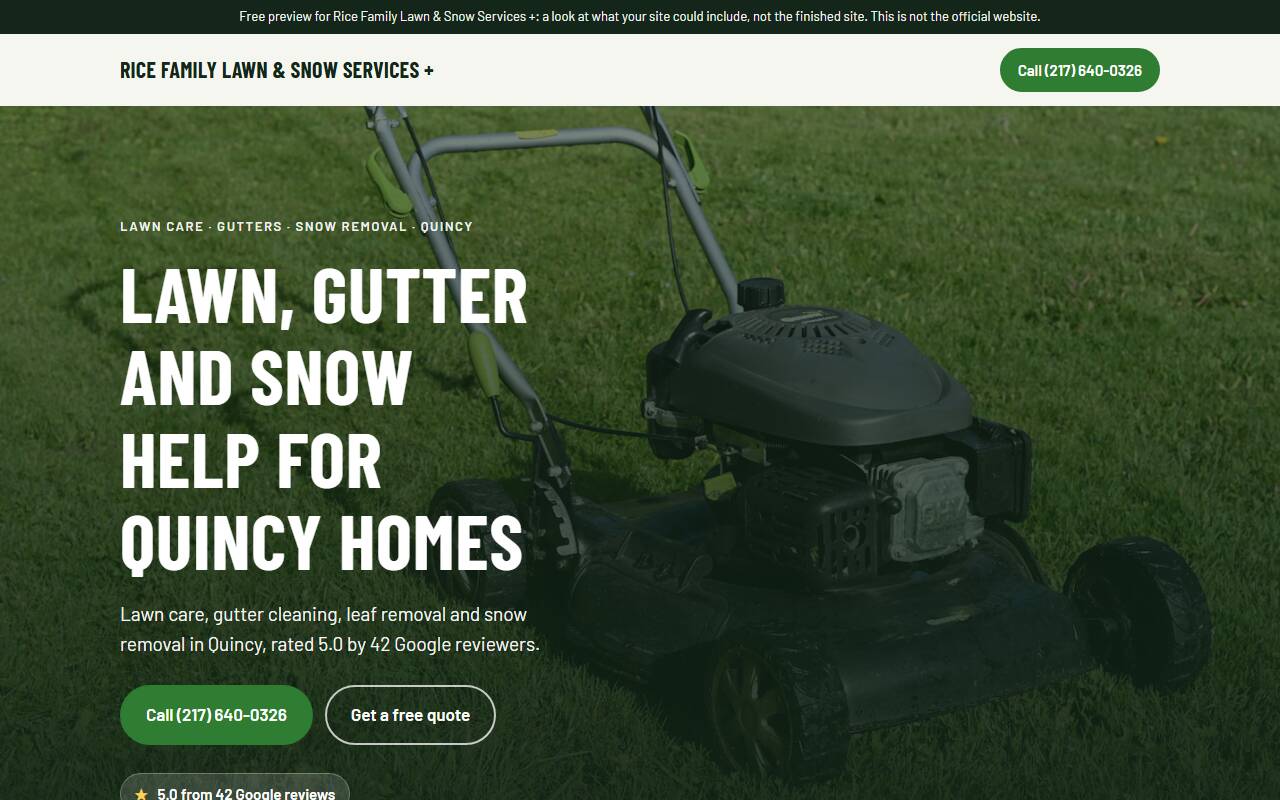 Free preview for Rice Family Lawn & Snow Services +: a look at what your site could include, not the finished site. This is not the official website.
RICE FAMILY LAWN & SNOW SERVICES +
Call (217) 640-0326
LAWN CARE · GUTTERS · SNOW REMOVAL · QUINCY
LAWN, GUTTER
AND SNOW
HELP FOR
QUINCY HOMES
Lawn care, gutter cleaning, leaf removal and snow
removal in Quincy, rated 5.0 by 42 Google reviewers.
Call (217) 640-0326
Get a free quote
★ 5.0 from 42 Google reviews